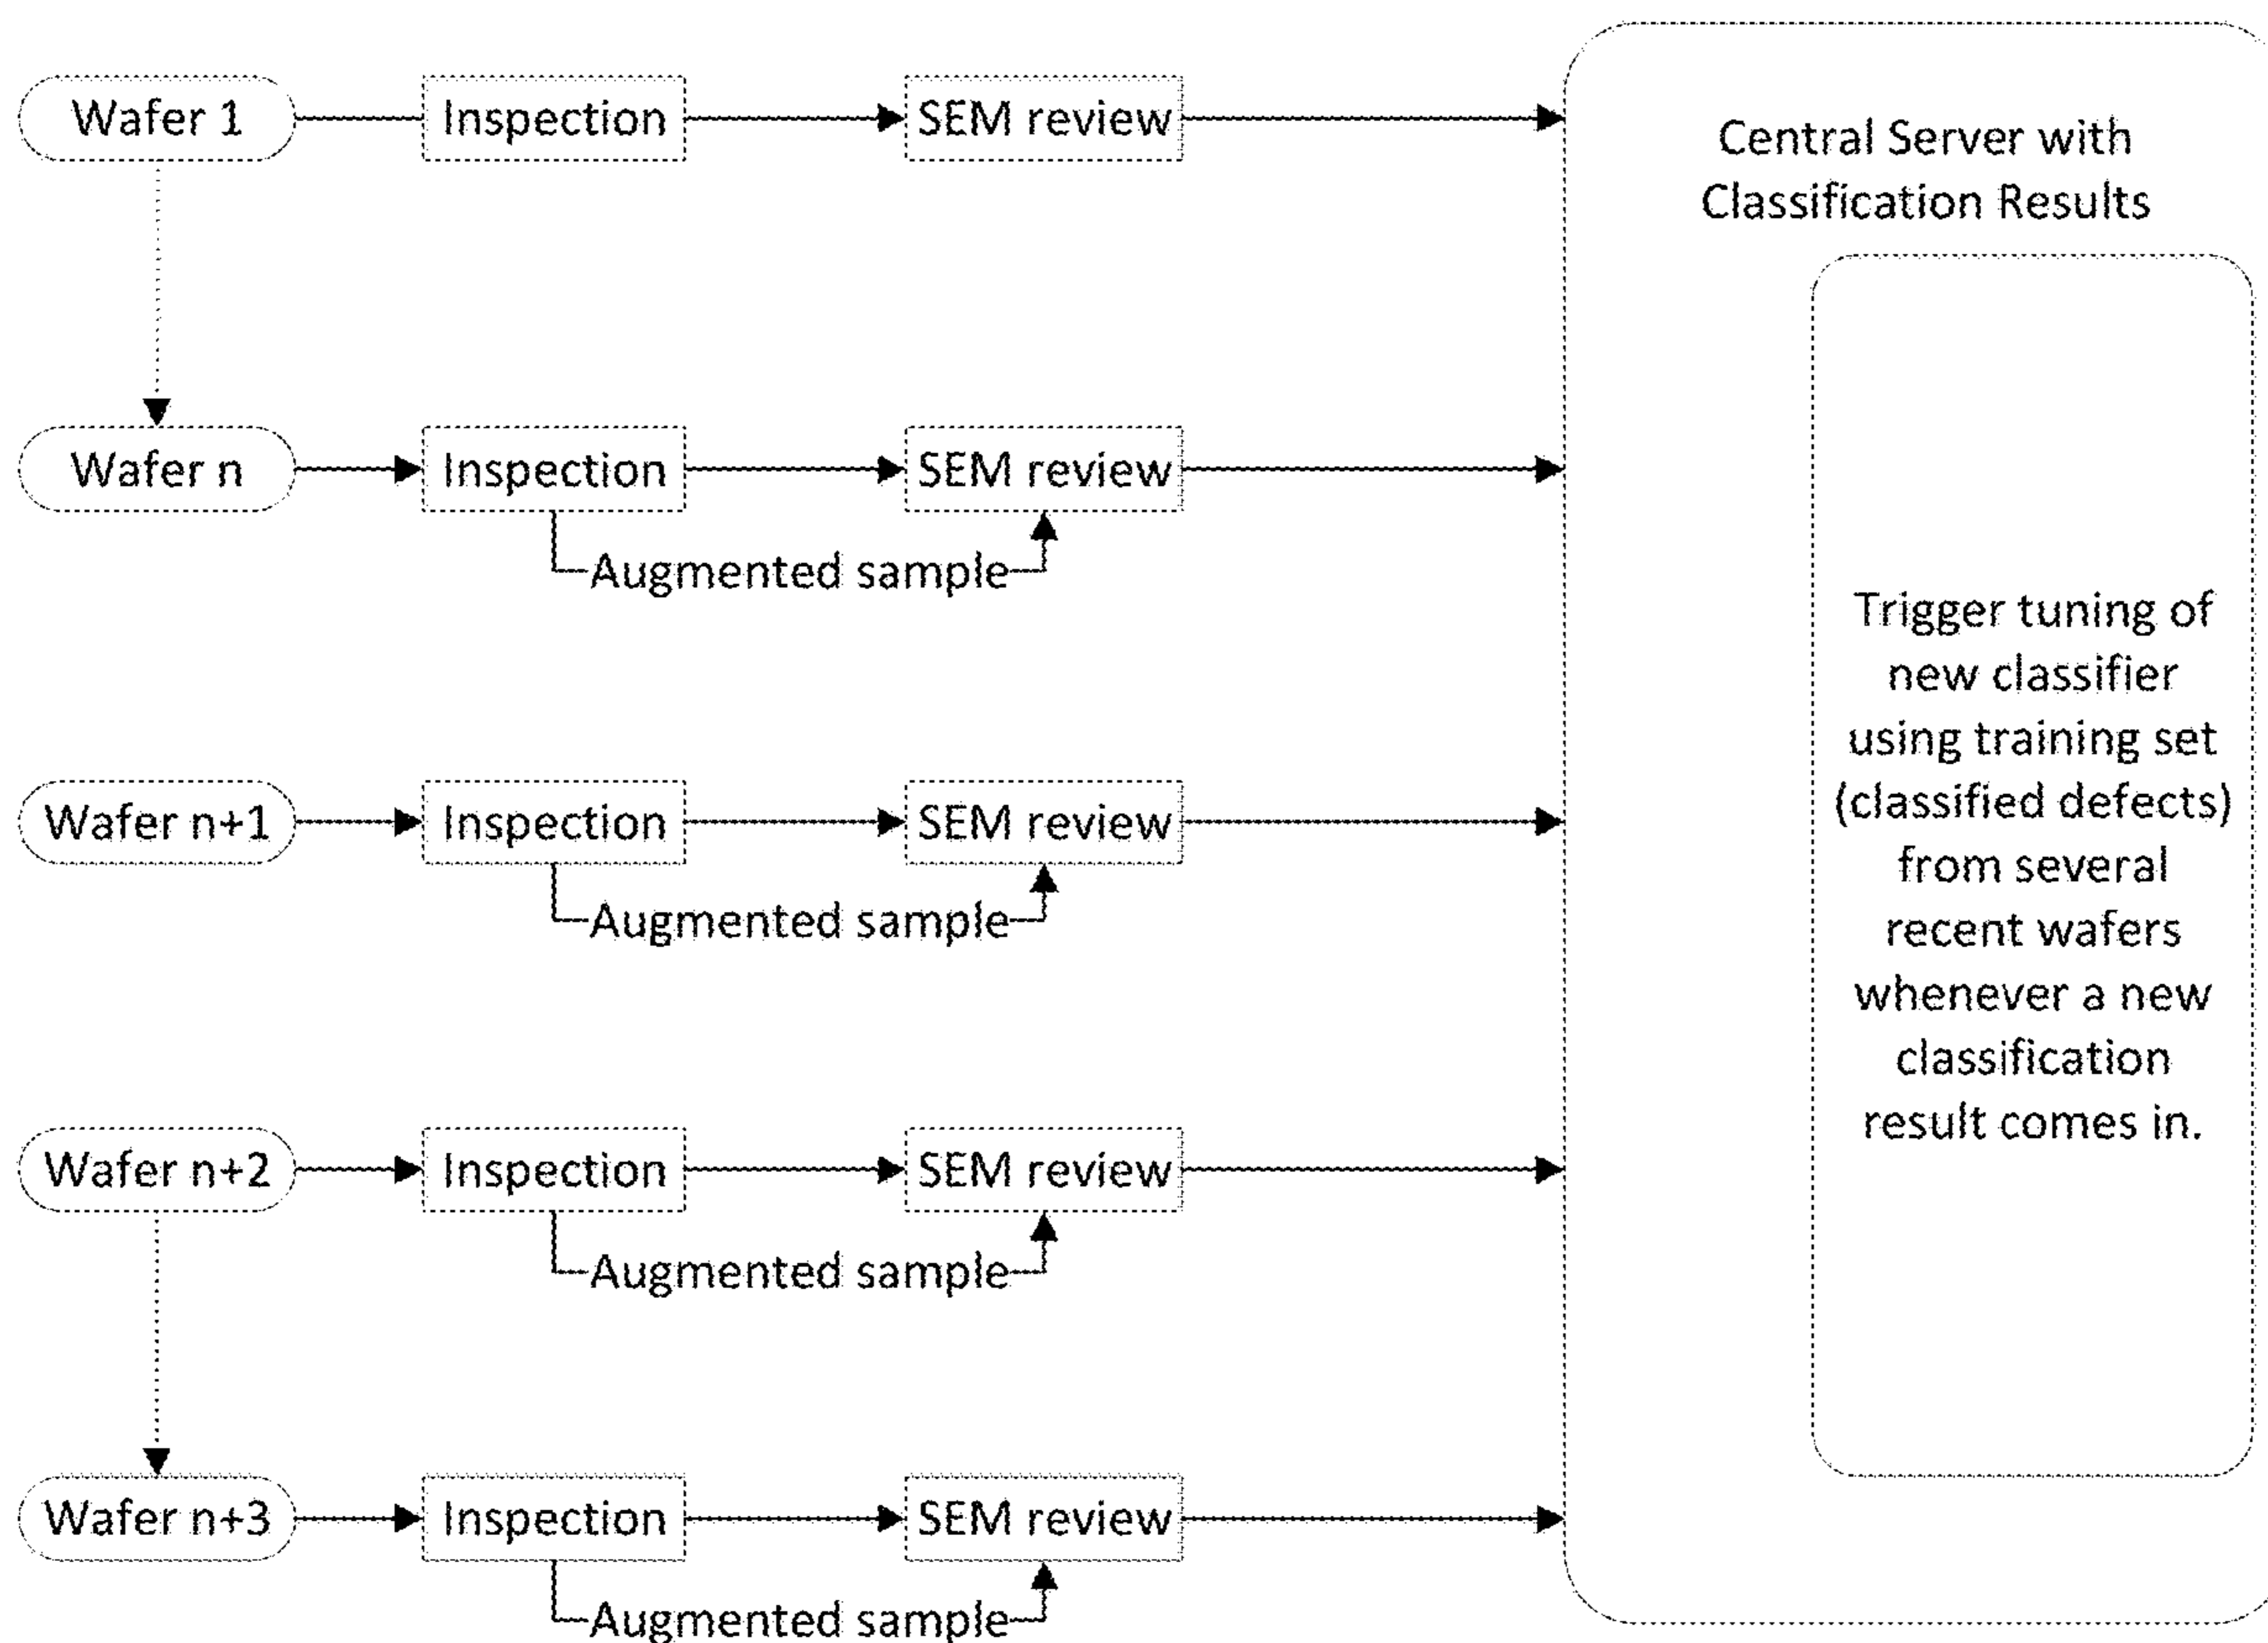 Wafer 1
Inspection
SEM review
Central Server with
Classification Results
Wafer n
Inspection
SEM review
Augmented sample
Trigger tuning of
new classifier
using training set
(classified defects)
from several
recent wafers
whenever a new
classification
result comes in.
Wafer n+1
Inspection
SEM review
Augmented sample
Wafer n+2
Inspection
SEM review
Augmented sample
Wafer n+3
Inspection
SEM review
Augmented sample